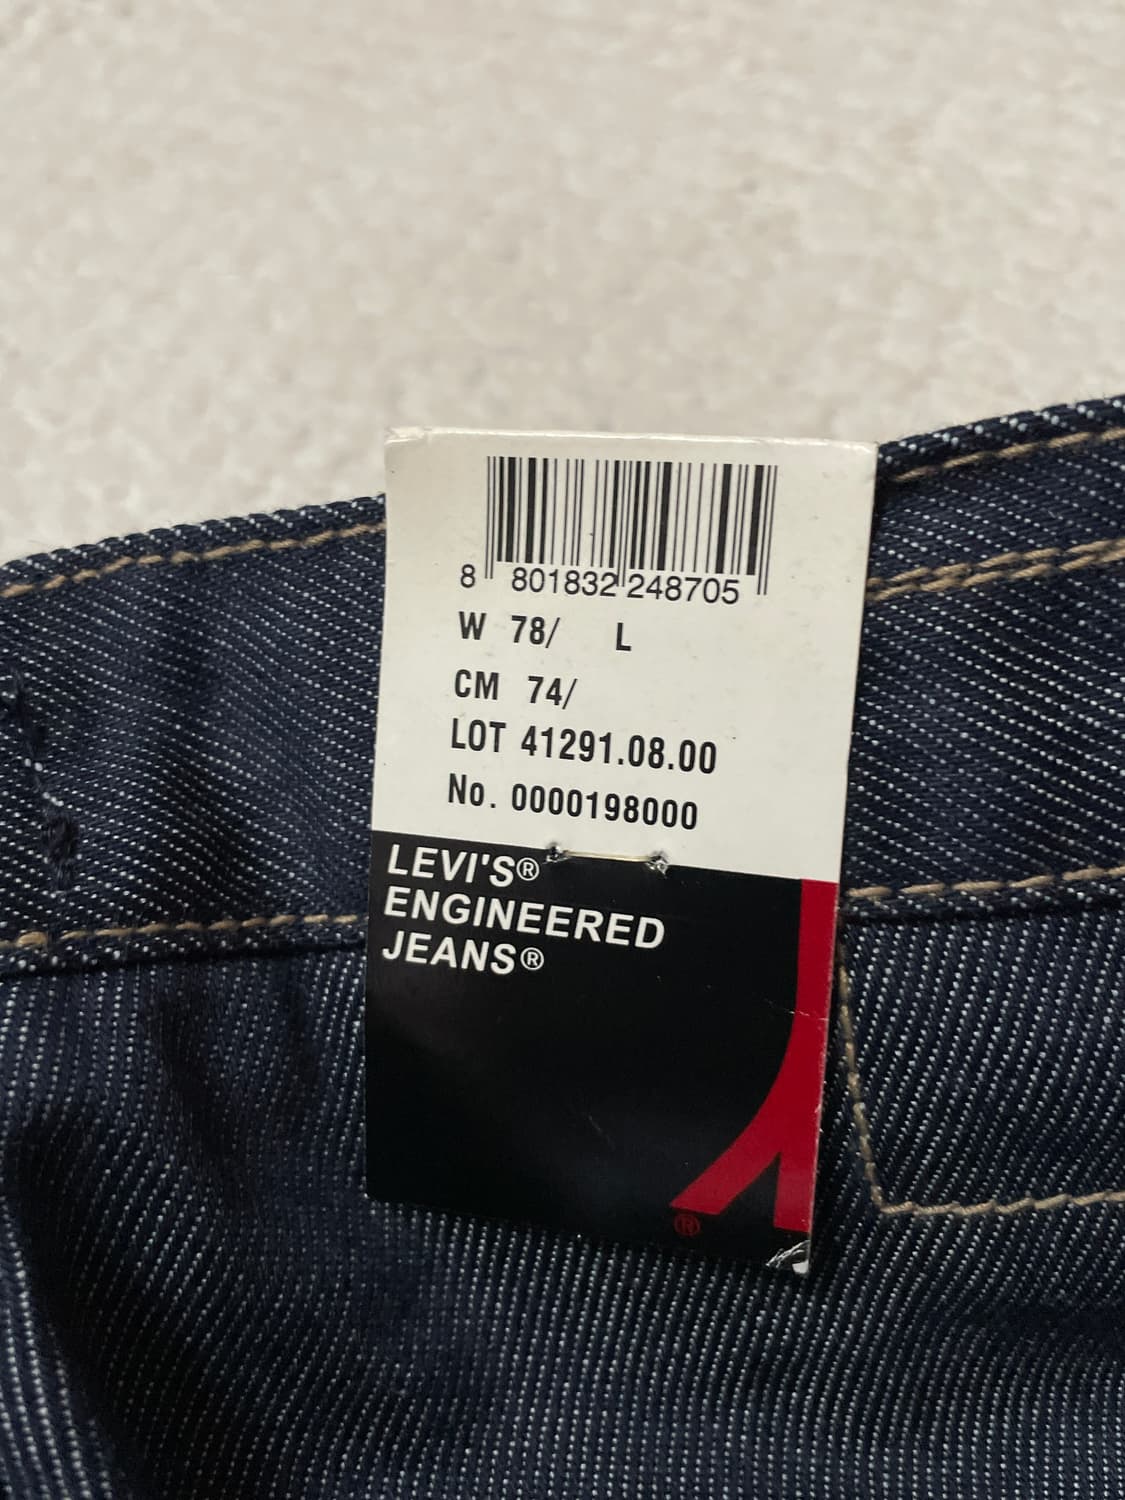 8 801832 248705
W 78/ L
CM 74/
LOT 41291.08.00
No. 0000198000
LEVI'S®
ENGINEERED
JEANS®
®